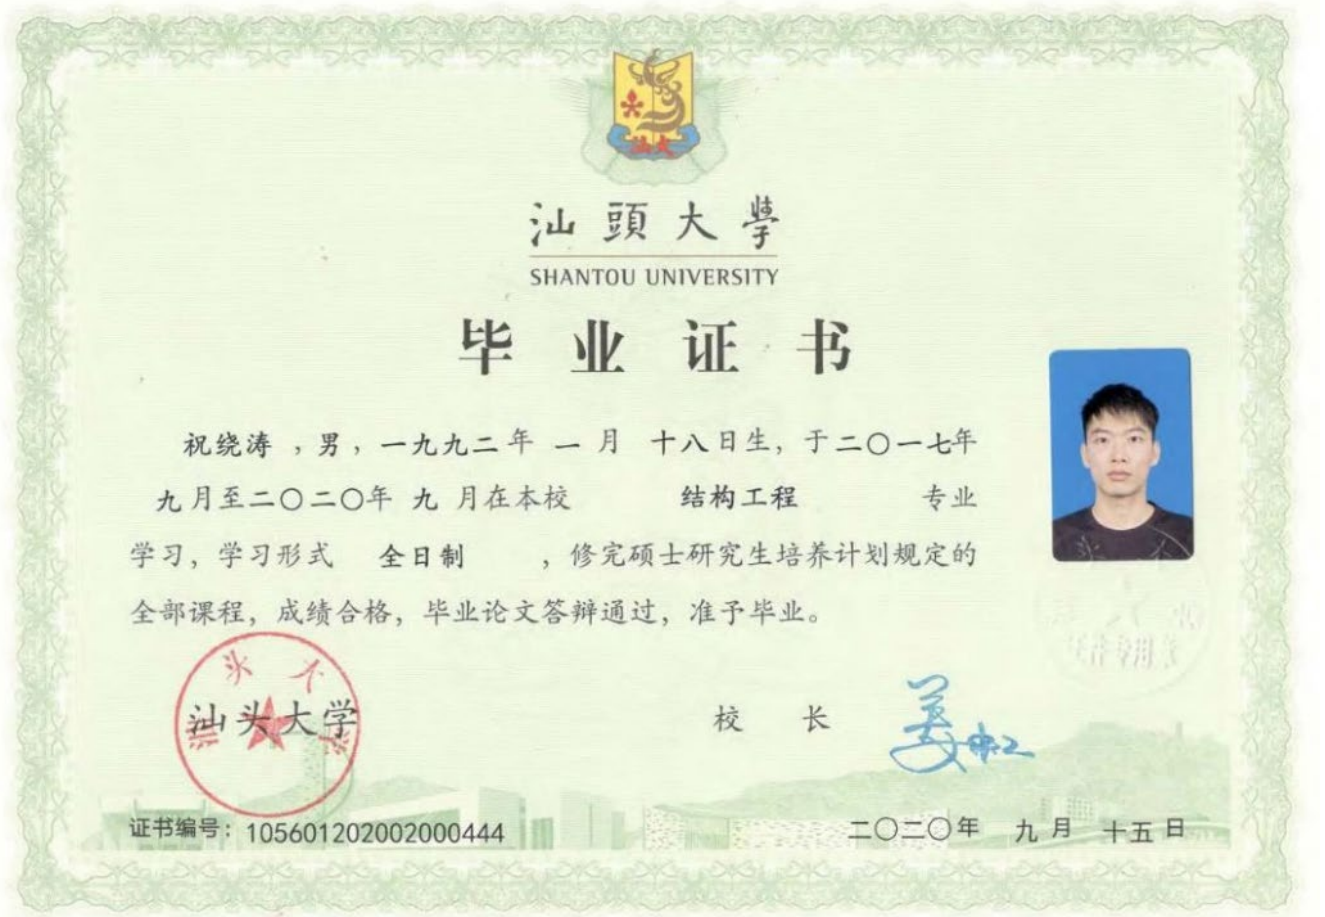 汕大
汕頭大學
SHANTOU UNIVERSITY
毕业证书
祝绕涛 ，男，一九九二年 一 月 十八日生，于二〇一七年
九月至二〇二〇年 九 月在本校 结构工程 专业
学习，学习形式 全日制 ，修完硕士研究生培养计划规定的
全部课程，成绩合格，毕业论文答辩通过，准予毕业。
汕头大学
汕头大学
校 长
证书编号：105601202002000444
二〇二〇年 九 月 十五 日